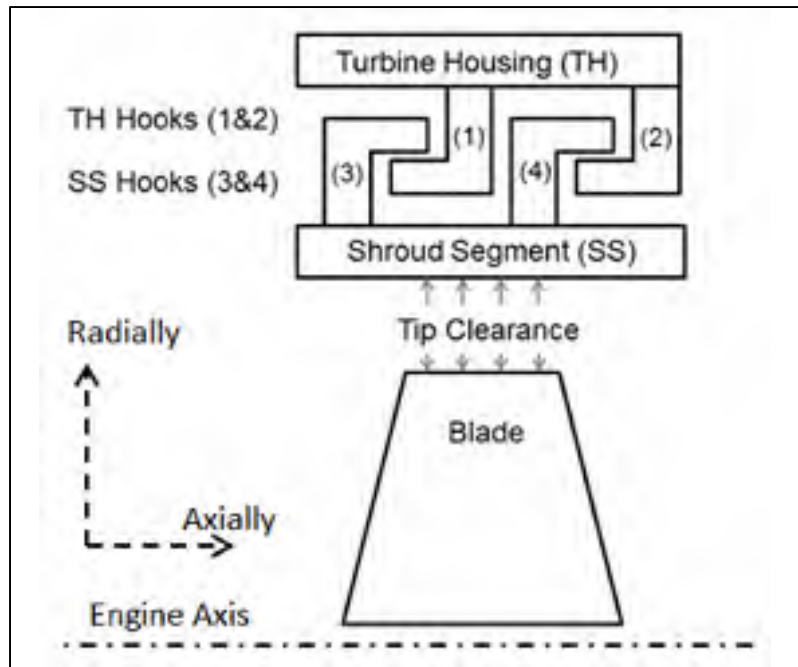 Turbine Housing (TH)
TH Hooks (1&2)
(1)
(2)
SS Hooks (3&4)
(3)
(4)
Shroud Segment (SS)
Tip Clearance
Radially
Blade
Axially
Engine Axis